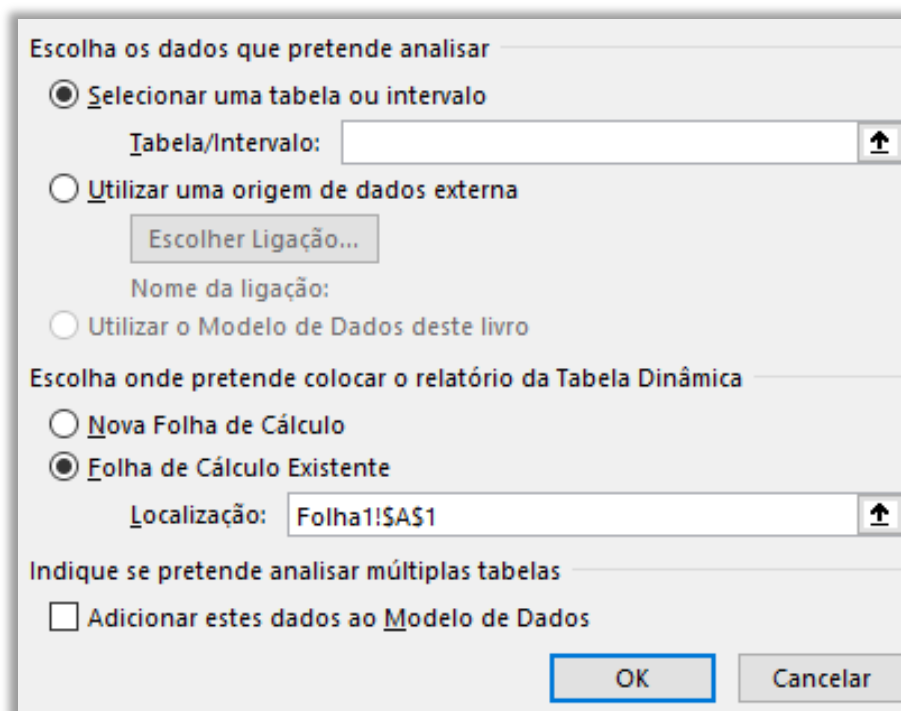 Escolha os dados que pretende analisar
Selecionar uma tabela ou intervalo
Tabela/Intervalo:
Utilizar uma origem de dados externa
Escolher Ligação...
Nome da ligação:
Utilizar o Modelo de Dados deste livro
Escolha onde pretende colocar o relatório da Tabela Dinâmica
Nova Folha de Cálculo
Folha de Cálculo Existente
Localização: Folha1!$A$1
Indique se pretende analisar múltiplas tabelas
Adicionar estes dados ao Modelo de Dados
OK Cancelar